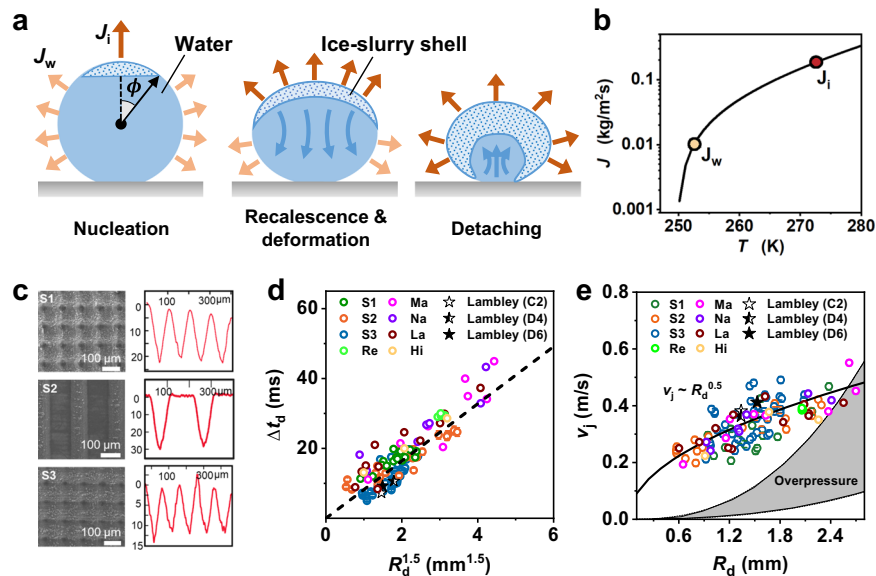 a
J_i
J_w
Water
Ice-slurry shell
ϕ
Nucleation
Recalescence &
deformation
Detaching
b
J (kg/m²s)
0.1
0.01
0.001
J_i
J_w
250 260 270 280
T (K)
c
S1
100 µm
100 300µm
0
10
20
S2
100 µm
100 300µm
0
10
20
30
S3
100 µm
100 300µm
0
5
10
15
d
S1 Ma Lambley (C2)
S2 Na Lambley (D4)
S3 La Lambley (D6)
Re Hi
Δt_d (ms)
60
40
20
0
0 2 4 6
R_d^1.5 (mm^1.5)
e
S1 Ma Lambley (C2)
S2 Na Lambley (D4)
S3 La Lambley (D6)
Re Hi
v_j ~ R_d^0.5
Overpressure
v_j (m/s)
0.8
0.6
0.4
0.2
0.0
0.6 1.2 1.8 2.4
R_d (mm)